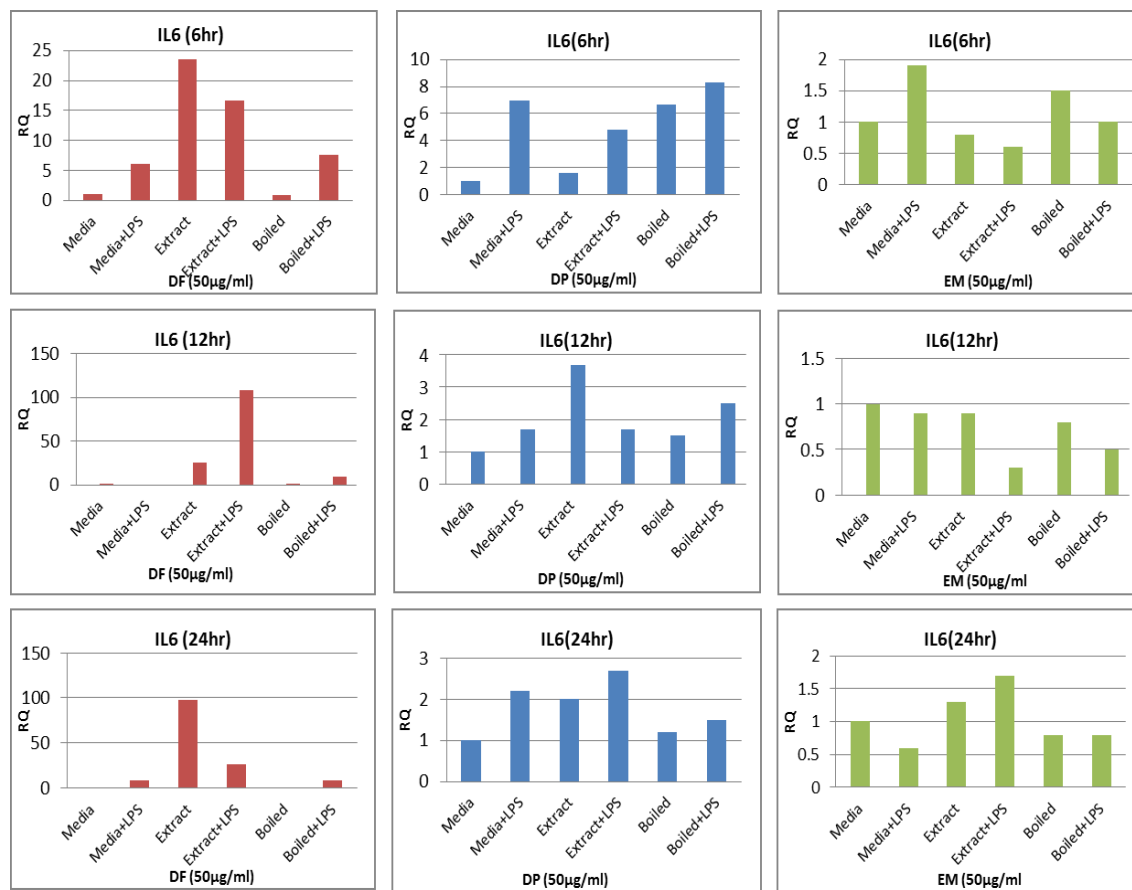 IL6 (6hr)
25
20
15
10
5
0
RQ
Media
Media+LPS
Extract
Extract+LPS
Boiled
Boiled+LPS
DF (50µg/ml)
IL6(6hr)
10
8
6
4
2
0
RQ
Media
Media+LPS
Extract
Extract+LPS
Boiled
Boiled+LPS
DP (50µg/ml)
IL6(6hr)
2
1.5
1
0.5
0
RQ
Media
Media+LPS
Extract
Extract+LPS
Boiled
Boiled+LPS
EM (50µg/ml)
IL6 (12hr)
150
100
50
0
RQ
Media
Media+LPS
Extract
Extract+LPS
Boiled
Boiled+LPS
DF (50µg/ml)
IL6(12hr)
4
3
2
1
0
RQ
Media
Media+LPS
Extract
Extract+LPS
Boiled
Boiled+LPS
DP (50µg/ml)
IL6(12hr)
1.5
1
0.5
0
RQ
Media
Media+LPS
Extract
Extract+LPS
Boiled
Boiled+LPS
EM (50µg/ml
IL6 (24hr)
150
100
50
0
RQ
Media
Media+LPS
Extract
Extract+LPS
Boiled
Boiled+LPS
DF (50µg/ml)
IL6(24hr)
3
2
1
0
RQ
Media
Media+LPS
Extract
Extract+LPS
Boiled
Boiled+LPS
DP (50µg/ml)
IL6(24hr)
2
1.5
1
0.5
0
RQ
Media
Media+LPS
Extract
Extract+LPS
Boiled
Boiled+LPS
EM (50µg/ml